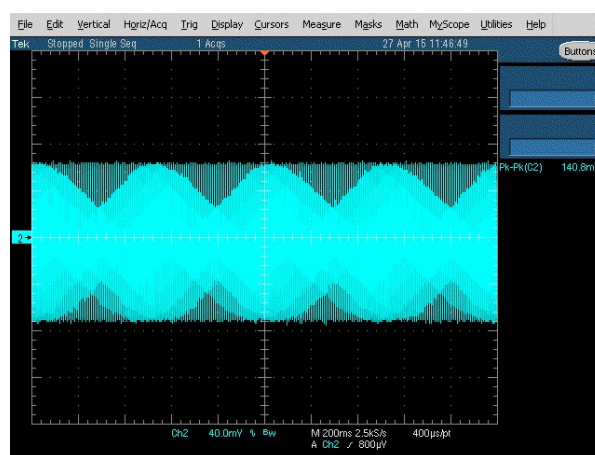 File Edit Vertical Horiz/Acq Trig Display Cursors Measure Masks Math MyScope Utilities Help
Tek Stopped Single Seq 1 Acqs 27 Apr 15 11:46:49 Buttons
Pk-Pk(C2) 140.8m
2
Ch2 40.0mV Bw M 200ms 2.5kS/s 400µs/pt
A Ch2 800µV